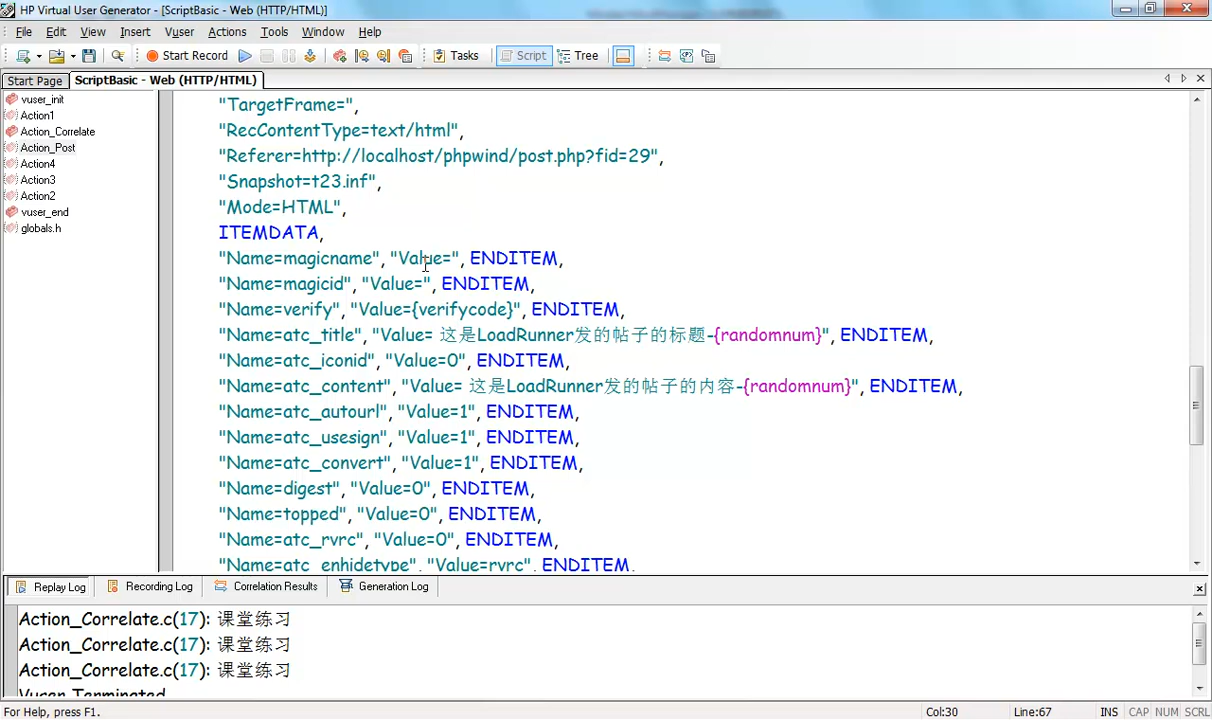 HP Virtual User Generator - [ScriptBasic - Web (HTTP/HTML)]
File Edit View Insert Vuser Actions Tools Window Help
Start Record Tasks Script Tree
Start Page ScriptBasic - Web (HTTP/HTML)
vuser_init
Action1
Action_Correlate
Action_Post
Action4
Action3
Action2
vuser_end
globals.h
"TargetFrame=",
"RecContentType=text/html",
"Referer=http://localhost/phpwind/post.php?fid=29",
"Snapshot=t23.inf",
"Mode=HTML",
ITEMDATA,
"Name=magicname", "Value=", ENDITEM,
"Name=magicid", "Value=", ENDITEM,
"Name=verify", "Value={verifycode}", ENDITEM,
"Name=atc_title", "Value= 这是LoadRunner发的帖子的标题-{randomnum}", ENDITEM,
"Name=atc_iconid", "Value=0", ENDITEM,
"Name=atc_content", "Value= 这是LoadRunner发的帖子的内容-{randomnum}", ENDITEM,
"Name=atc_autourl", "Value=1", ENDITEM,
"Name=atc_usesign", "Value=1", ENDITEM,
"Name=atc_convert", "Value=1", ENDITEM,
"Name=digest", "Value=0", ENDITEM,
"Name=topped", "Value=0", ENDITEM,
"Name=atc_rvrc", "Value=0", ENDITEM,
"Name=atc_enhidetype", "Value=rvrc", ENDITEM,
Replay Log Recording Log Correlation Results Generation Log
Action_Correlate.c(17): 课堂练习
Action_Correlate.c(17): 课堂练习
Action_Correlate.c(17): 课堂练习
Vuser Terminated.
For Help, press F1. Col:30 Line:67 INS CAP NUM SCRL